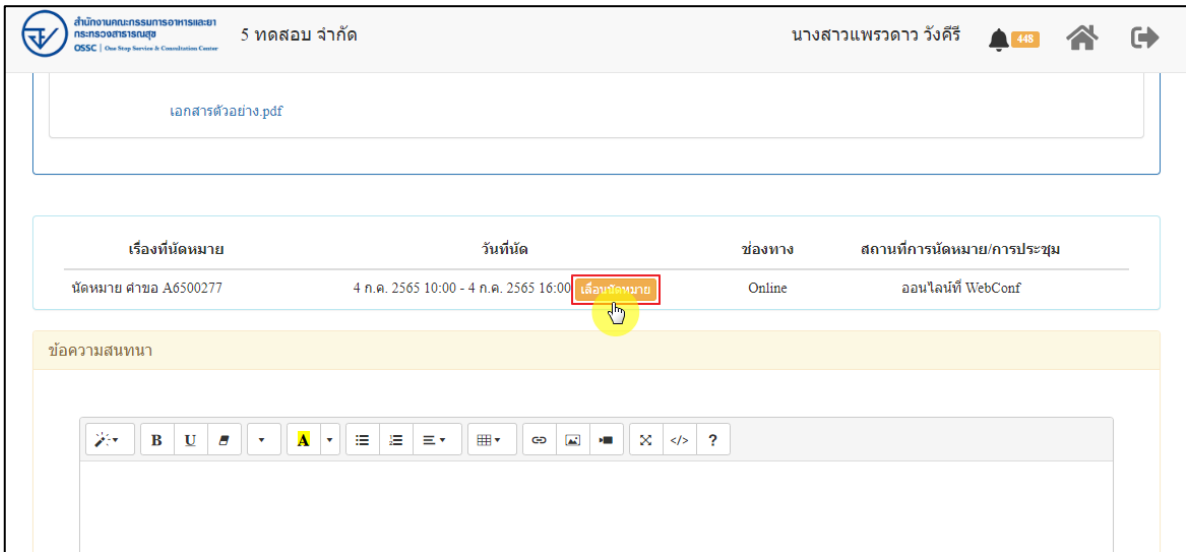 สำนักงานคณะกรรมการอาหารและยา
กระทรวงสาธารณสุข
OSSC | One Stop Service & Consultation Center
5 ทดสอบ จำกัด
นางสาวแพรวดาว วังคีรี
448
เอกสารตัวอย่าง.pdf
เรื่องที่นัดหมาย วันที่นัด ช่องทาง สถานที่การนัดหมาย/การประชุม
นัดหมาย คำขอ A6500277 4 ก.ค. 2565 10:00 - 4 ก.ค. 2565 16:00 เลื่อนนัดหมาย Online ออนไลน์ที่ WebConf
ข้อความสนทนา
B U A </> ?